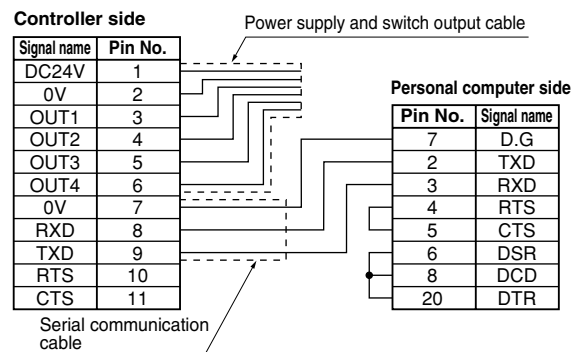 Controller side
Power supply and switch output cable
Signal name Pin No.
DC24V 1
0V 2
OUT1 3
OUT2 4
OUT3 5
OUT4 6
0V 7
RXD 8
TXD 9
RTS 10
CTS 11
Personal computer side
Pin No. Signal name
7 D.G
2 TXD
3 RXD
4 RTS
5 CTS
6 DSR
8 DCD
20 DTR
Serial communication
cable